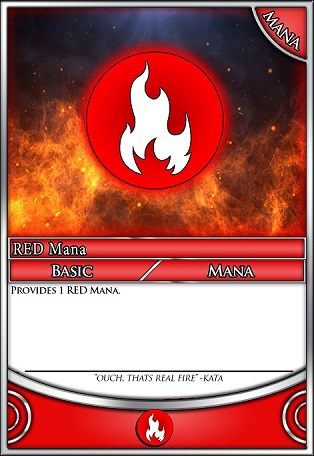 MANA
RED Mana
Basic / Mana
Provides 1 RED Mana.
"OUCH, THATS REAL FIRE" -KATA